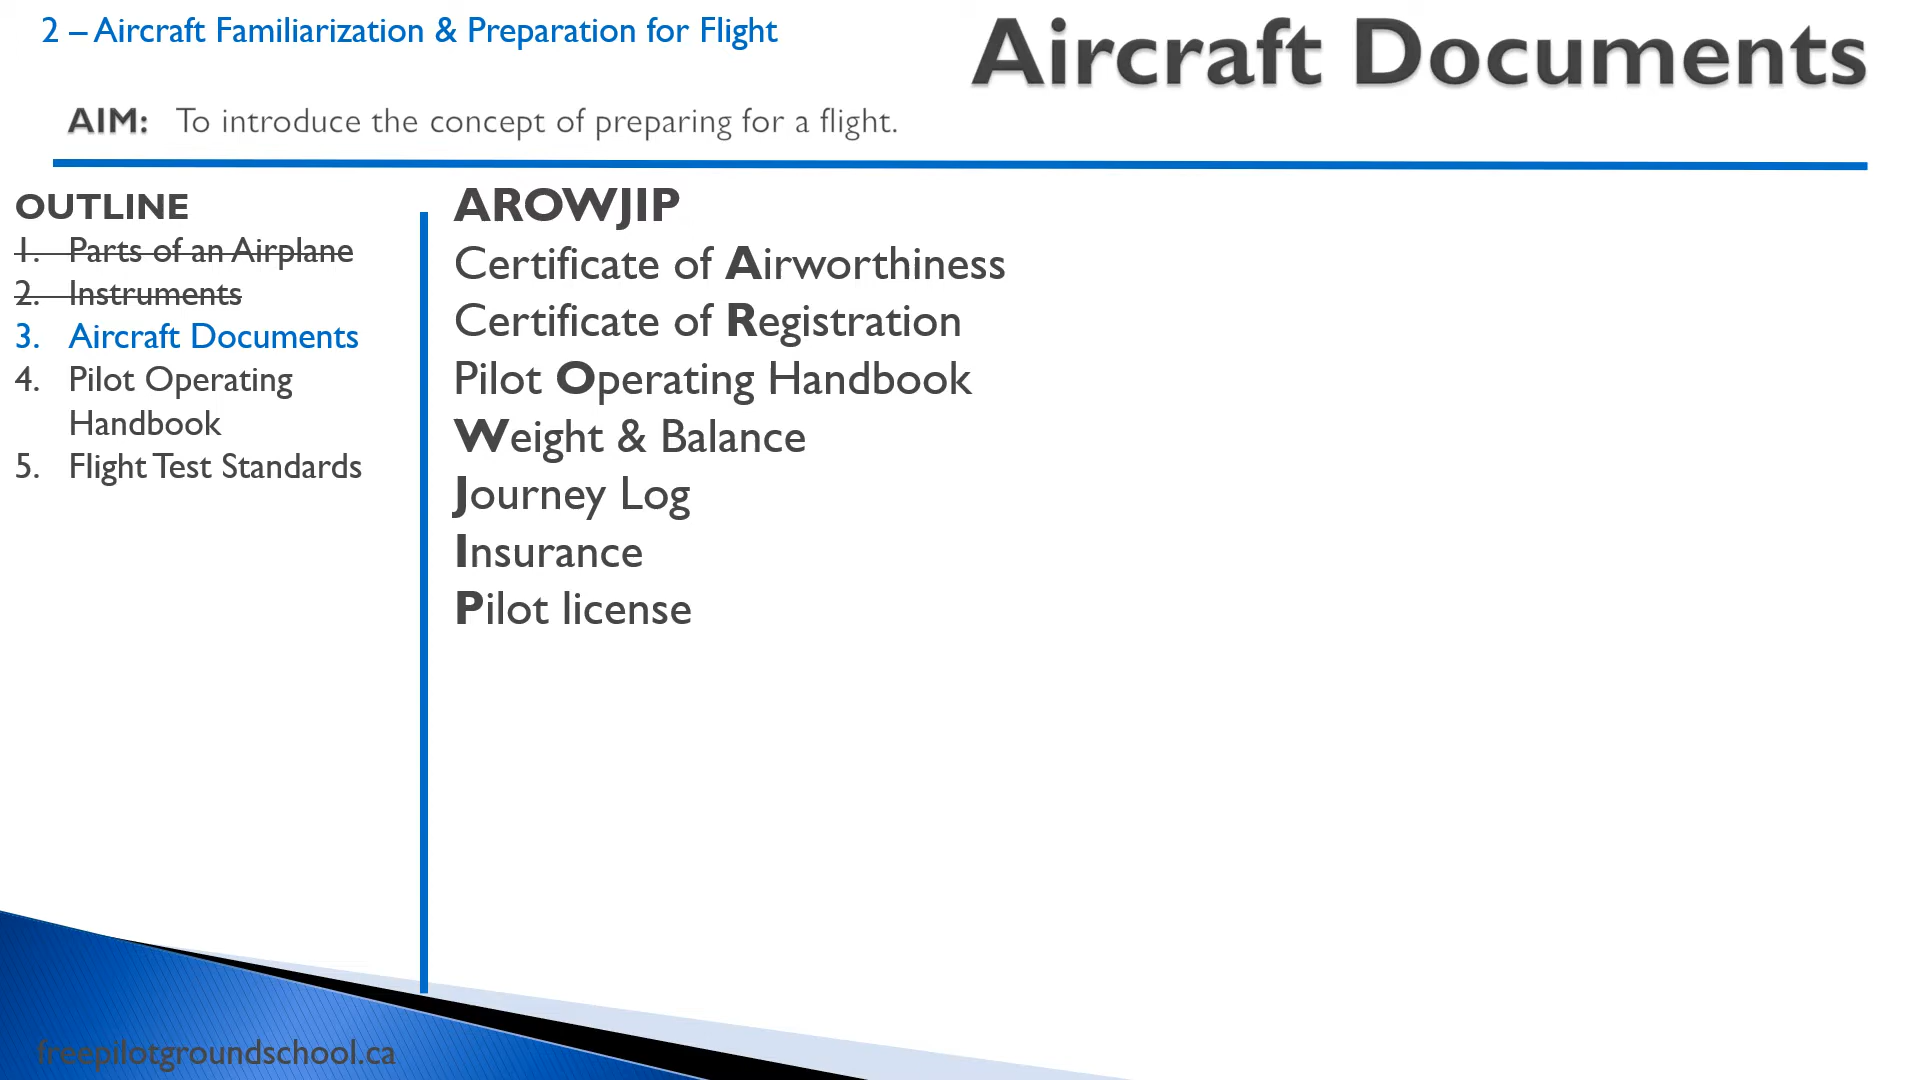 2 – Aircraft Familiarization & Preparation for Flight
Aircraft Documents
AIM: To introduce the concept of preparing for a flight.
OUTLINE
1. Parts of an Airplane
2. Instruments
3. Aircraft Documents
4. Pilot Operating
Handbook
5. Flight Test Standards
AROWJIP
Certificate of Airworthiness
Certificate of Registration
Pilot Operating Handbook
Weight & Balance
Journey Log
Insurance
Pilot license
freepilotgroundschool.ca